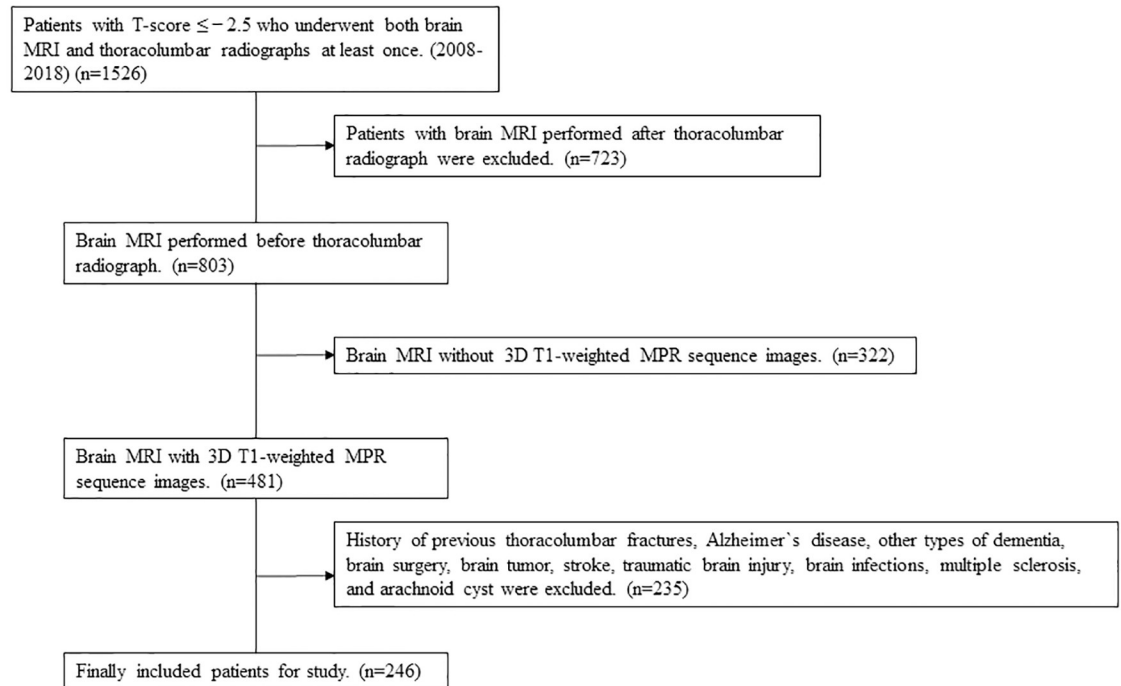 Patients with T-score ≤−2.5 who underwent both brain
MRI and thoracolumbar radiographs at least once. (2008-
2018) (n=1526)
Patients with brain MRI performed after thoracolumbar
radiograph were excluded. (n=723)
Brain MRI performed before thoracolumbar
radiograph. (n=803)
Brain MRI without 3D T1-weighted MPR sequence images. (n=322)
Brain MRI with 3D T1-weighted MPR
sequence images. (n=481)
History of previous thoracolumbar fractures, Alzheimer`s disease, other types of dementia,
brain surgery, brain tumor, stroke, traumatic brain injury, brain infections, multiple sclerosis,
and arachnoid cyst were excluded. (n=235)
Finally included patients for study. (n=246)